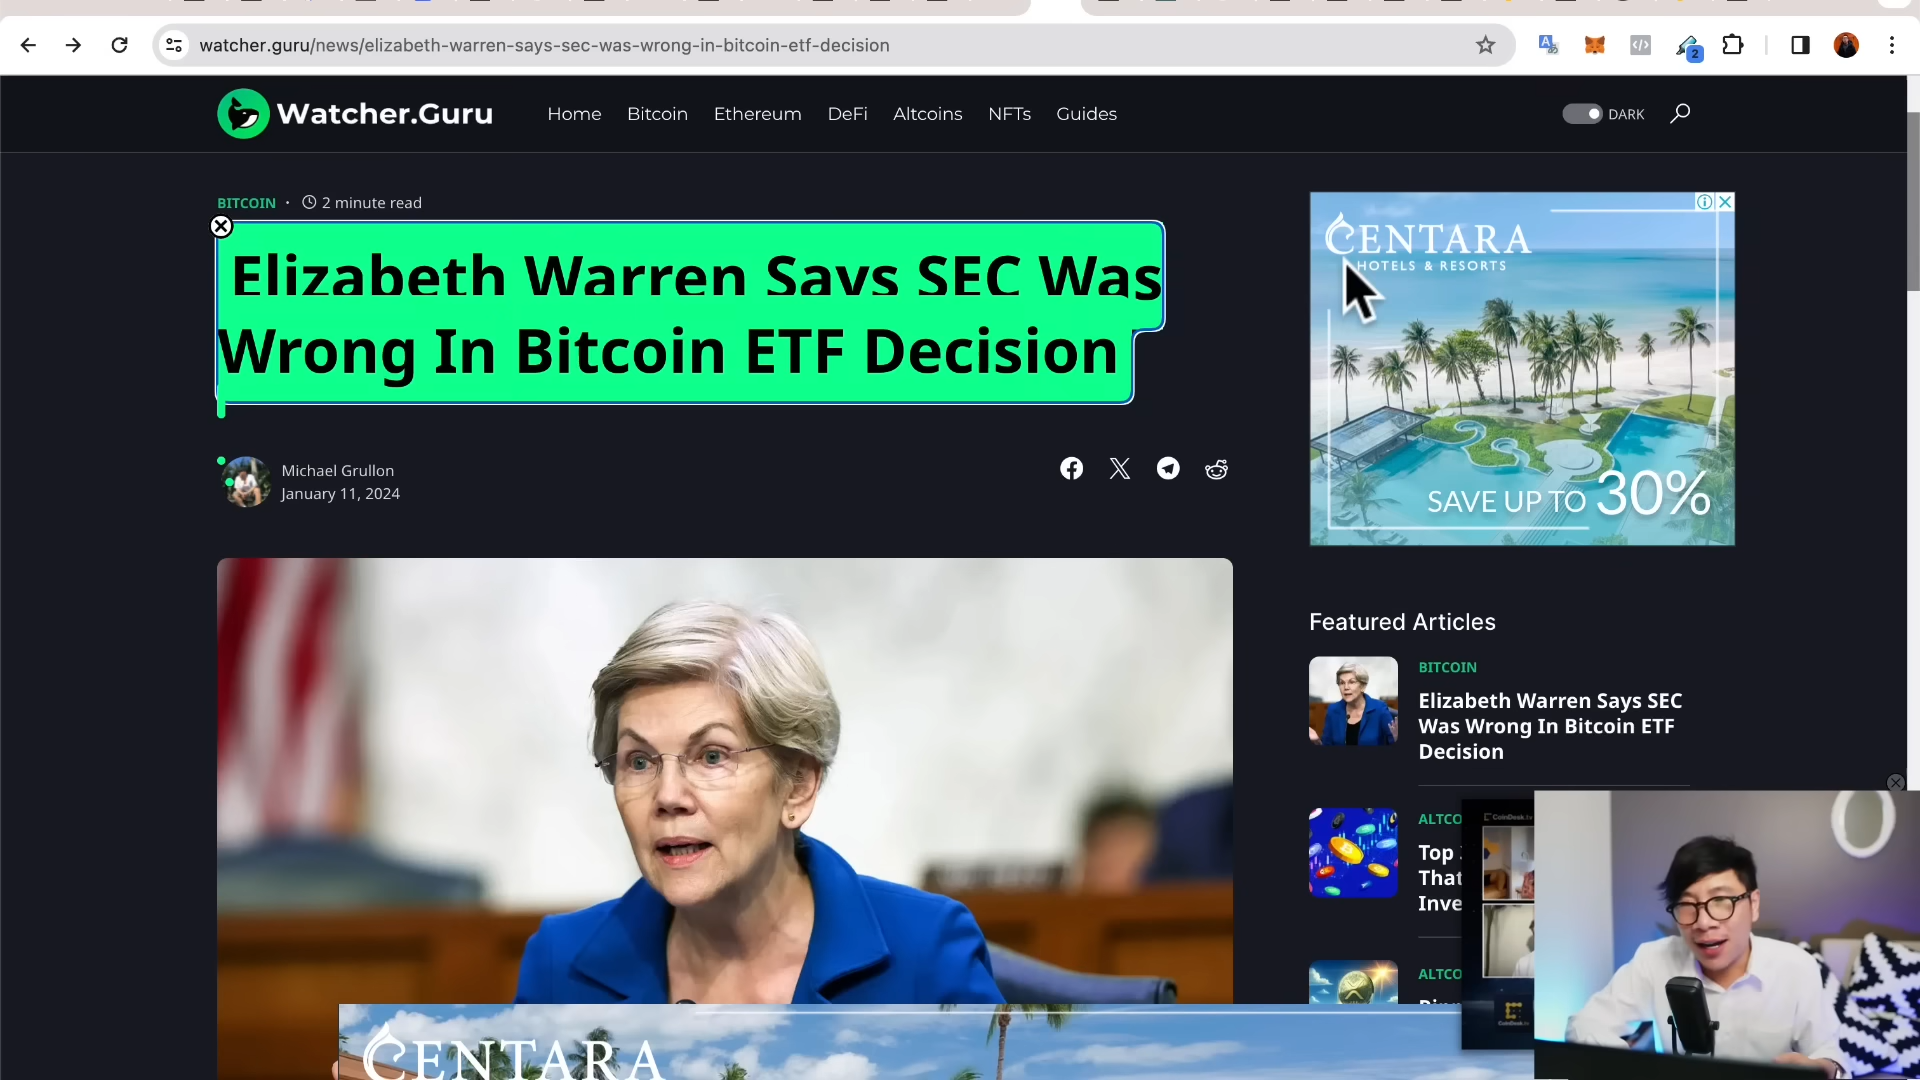 watcher.guru/news/elizabeth-warren-says-sec-was-wrong-in-bitcoin-etf-decision
2
Watcher.Guru
Home
Bitcoin
Ethereum
DeFi
Altcoins
NFTs
Guides
DARK
BITCOIN
2 minute read
Elizabeth Warren Says SEC Was
Wrong In Bitcoin ETF Decision
Michael Grullon
January 11, 2024
CENTARA
HOTELS & RESORTS
SAVE UP TO 30%
Featured Articles
BITCOIN
Elizabeth Warren Says SEC
Was Wrong In Bitcoin ETF
Decision
ALTCO
Top
That
Inve
ALTCO
CoinDesk.tv
CENTARA